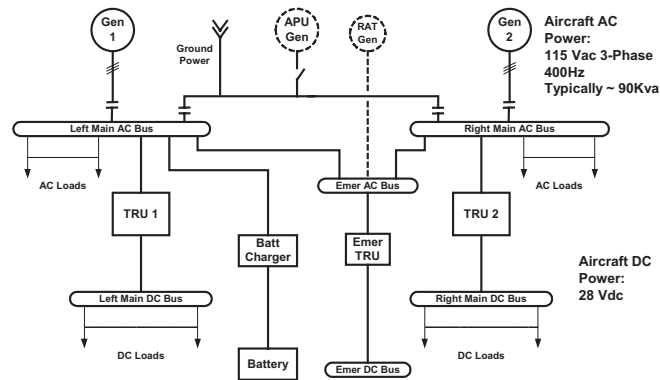 Gen
1
Ground
Power
APU
Gen
RAT
Gen
Gen
2
Aircraft AC
Power:
115 Vac 3-Phase
400Hz
Typically ~ 90Kva
Left Main AC Bus
Right Main AC Bus
AC Loads
Emer AC Bus
AC Loads
TRU 1
Batt
Charger
Emer
TRU
TRU 2
Aircraft DC
Power:
28 Vdc
Left Main DC Bus
Right Main DC Bus
DC Loads
Battery
Emer DC Bus
DC Loads